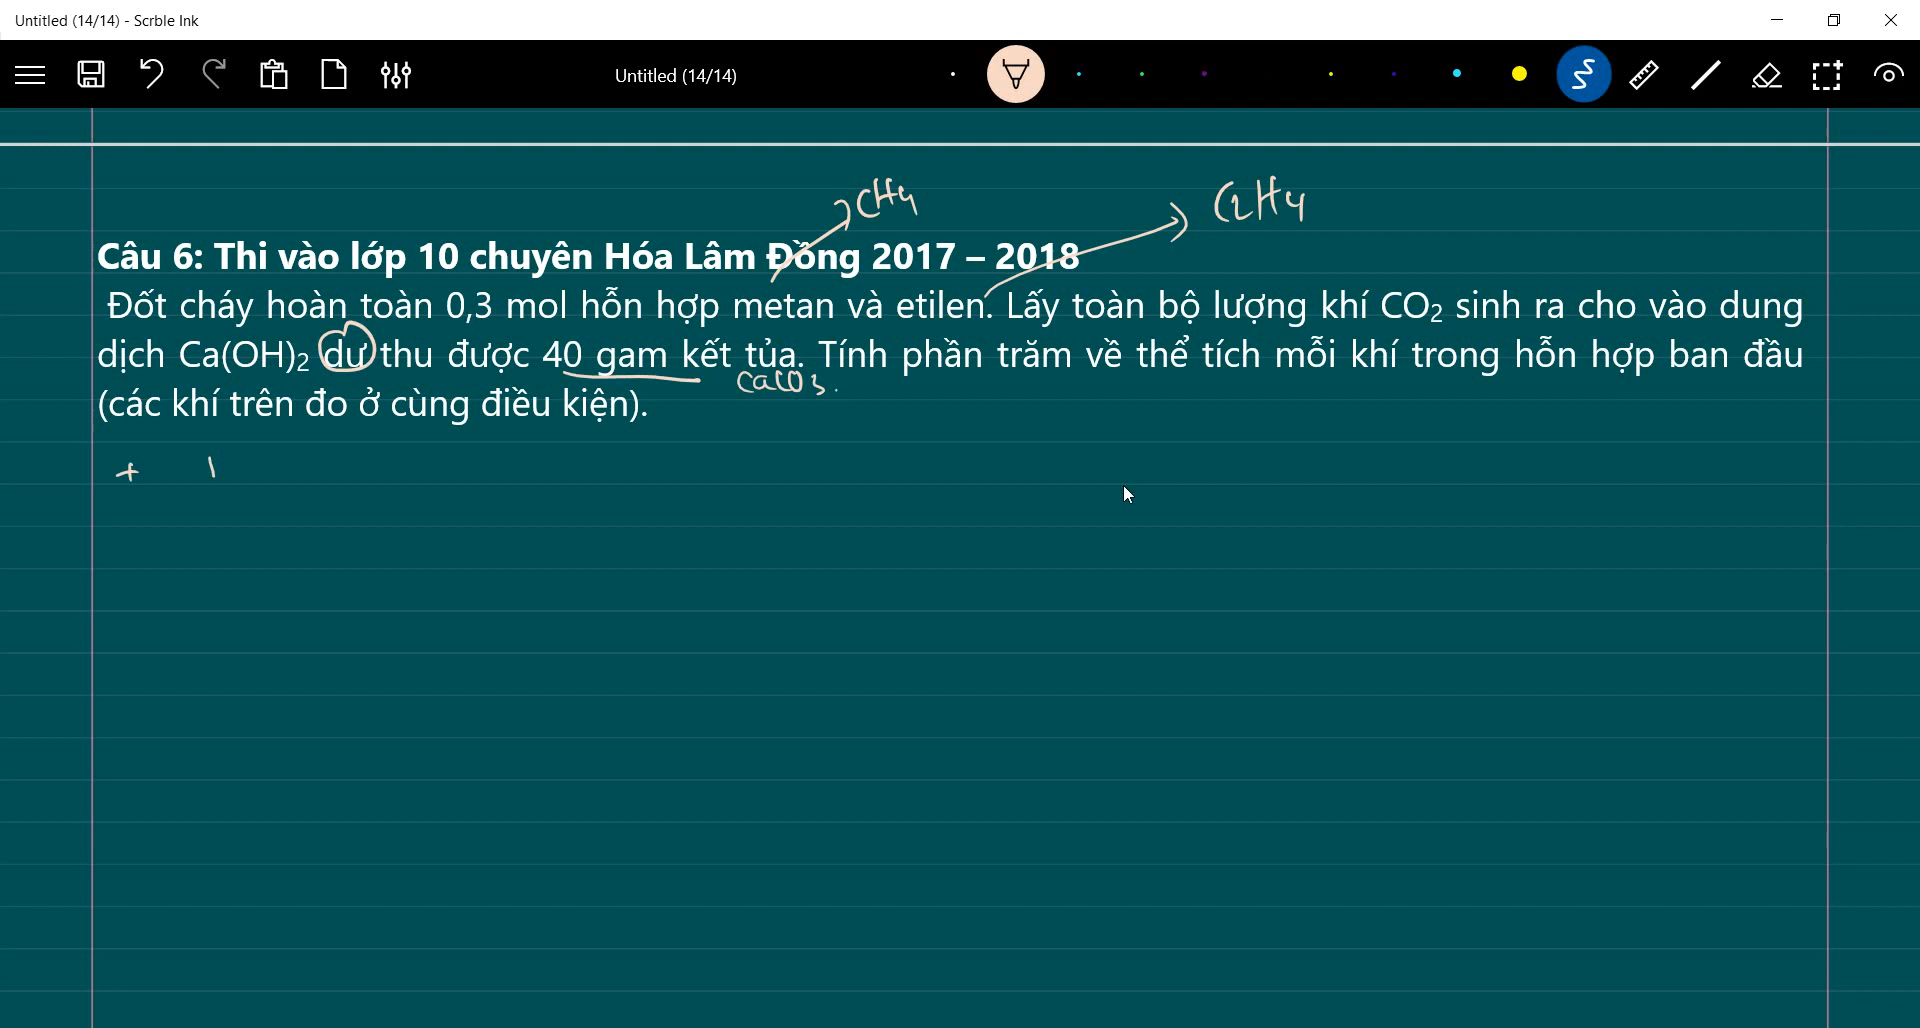 Untitled (14/14) - Scrble Ink
Untitled (14/14)
CH4
C2H4
Câu 6: Thi vào lớp 10 chuyên Hóa Lâm Đồng 2017 – 2018
Đốt cháy hoàn toàn 0,3 mol hỗn hợp metan và etilen. Lấy toàn bộ lượng khí CO₂ sinh ra cho vào dung
dịch Ca(OH)₂ dư thu được 40 gam kết tủa. Tính phần trăm về thể tích mỗi khí trong hỗn hợp ban đầu
CaCO3.
(các khí trên đo ở cùng điều kiện).
+